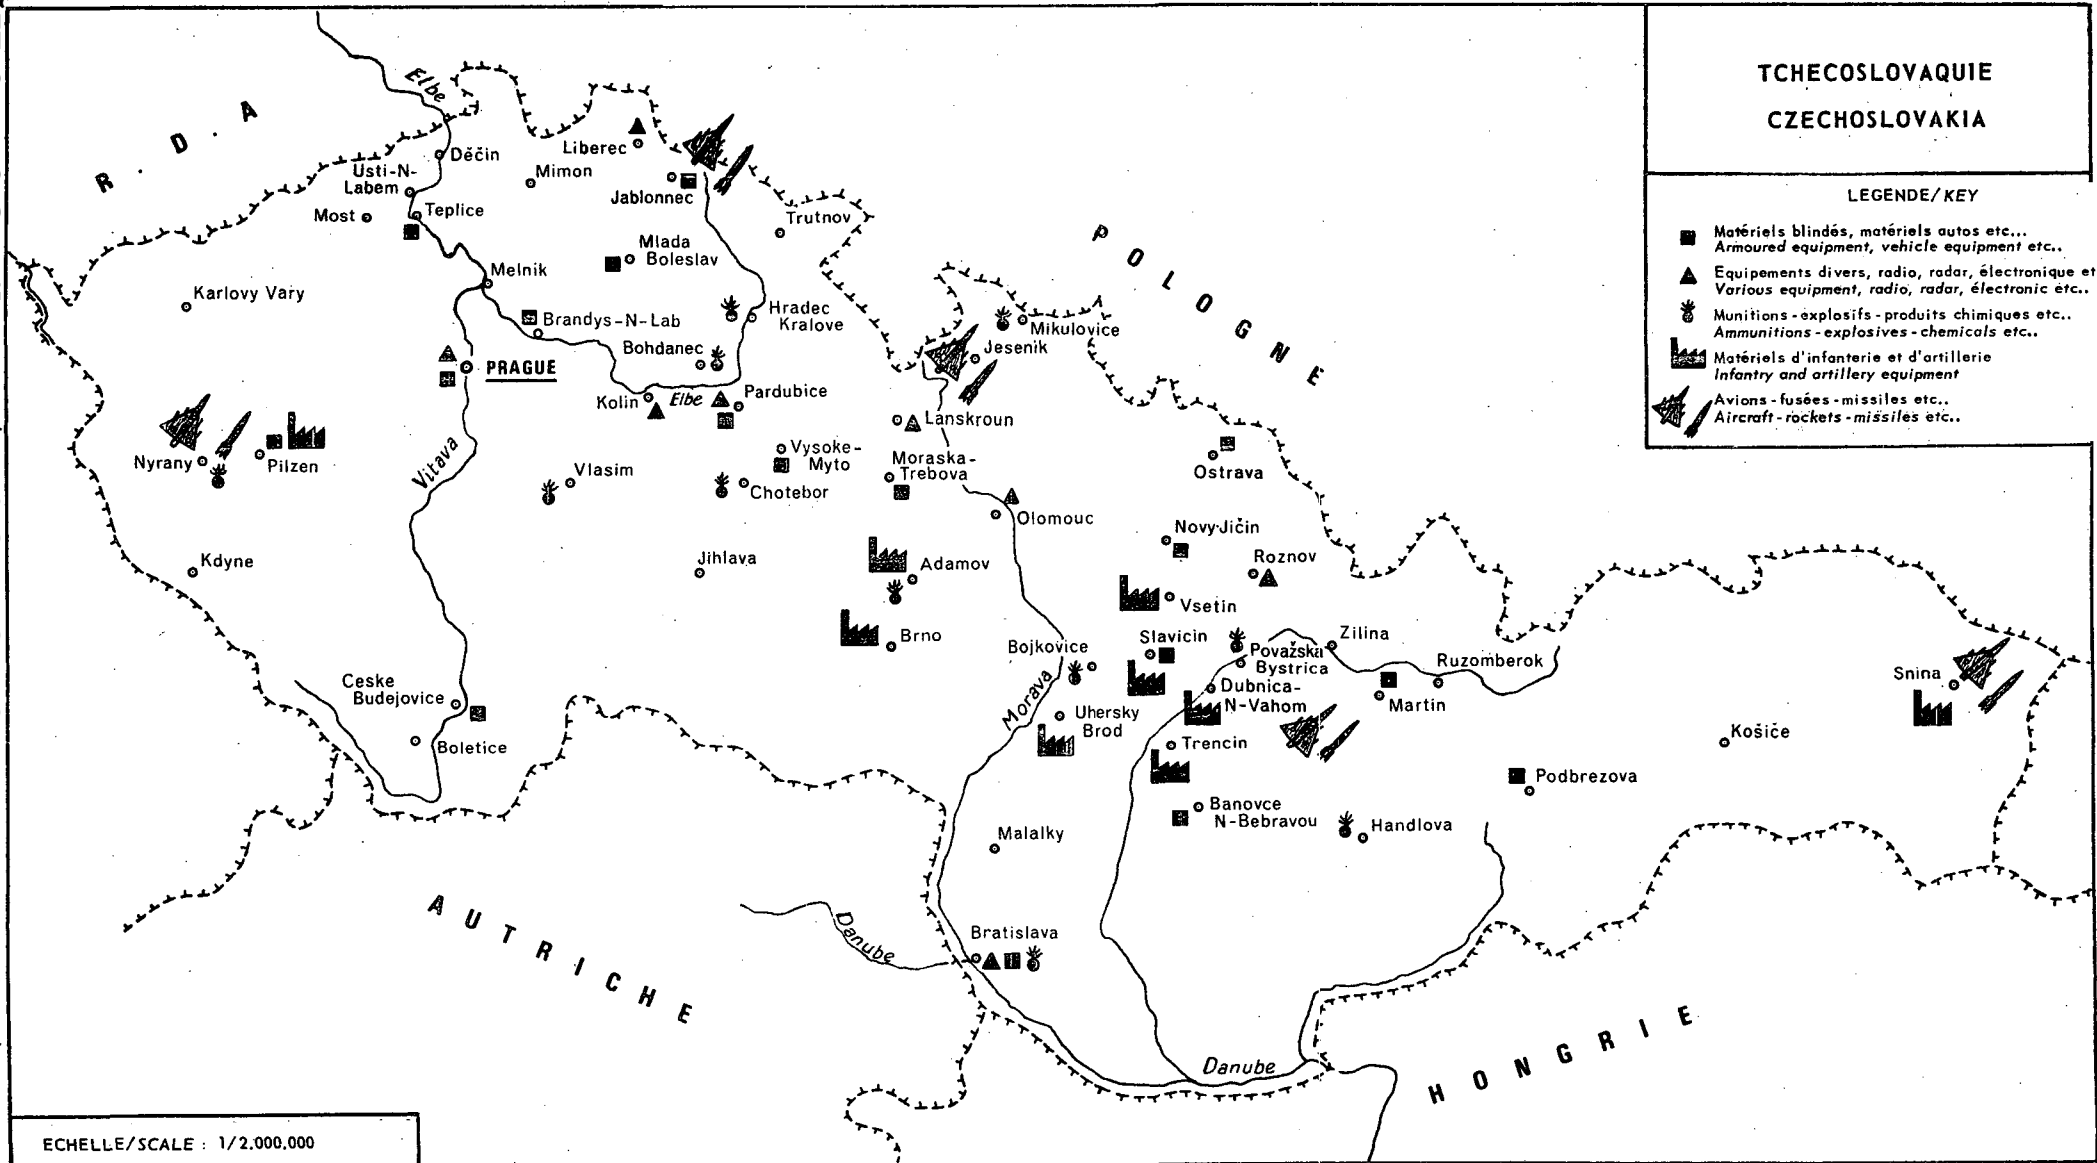 TCHECOSLOVAQUIE
CZECHOSLOVAKIA
LEGENDE/KEY
Matériels blindés, matériels autos etc...
Armoured equipment, vehicle equipment etc..
Equipements divers, radio, radar, électronique et
Various equipment, radio, radar, électronic etc..
Munitions-explosifs-produits chimiques etc..
Ammunitions-explosives-chemicals etc..
Matériels d'infanterie et d'artillerie
Infantry and artillery equipment
Avions-fusées-missiles etc..
Aircraft-rockets-missiles etc..
R.D.A
POLOGNE
AUTRICHE
HONGRIE
Elbe
Děčin
Usti-N-
Labem
Most
Teplice
Mimon
Liberec
Jablonnec
Trutnov
Mlada
Boleslav
Melnik
Karlovy Vary
Brandys-N-Lab
Hradec
Kralove
Bohdanec
PRAGUE
Kolin
Elbe
Pardubice
Mikulovice
Jesenik
Lanskroun
Nyrany
Pilzen
Vitava
Vlasim
Vysoke-
Myto
Chotebor
Moraska-
Trebova
Ostrava
Olomouc
Kdyne
Jihlava
Adamov
Novy-Jičin
Roznov
Vsetin
Brno
Bojkovice
Slavicin
Považska
Bystrica
Zilina
Ruzomberok
Ceske
Budejovice
Boletice
Morava
Uhersky
Brod
Dubnica-
N-Vahom
Martin
Trencin
Snina
Košiče
Podbrezova
Banovce
N-Bebravou
Handlova
Malalky
Danube
Bratislava
Danube
ECHELLE/SCALE : 1/2.000.000